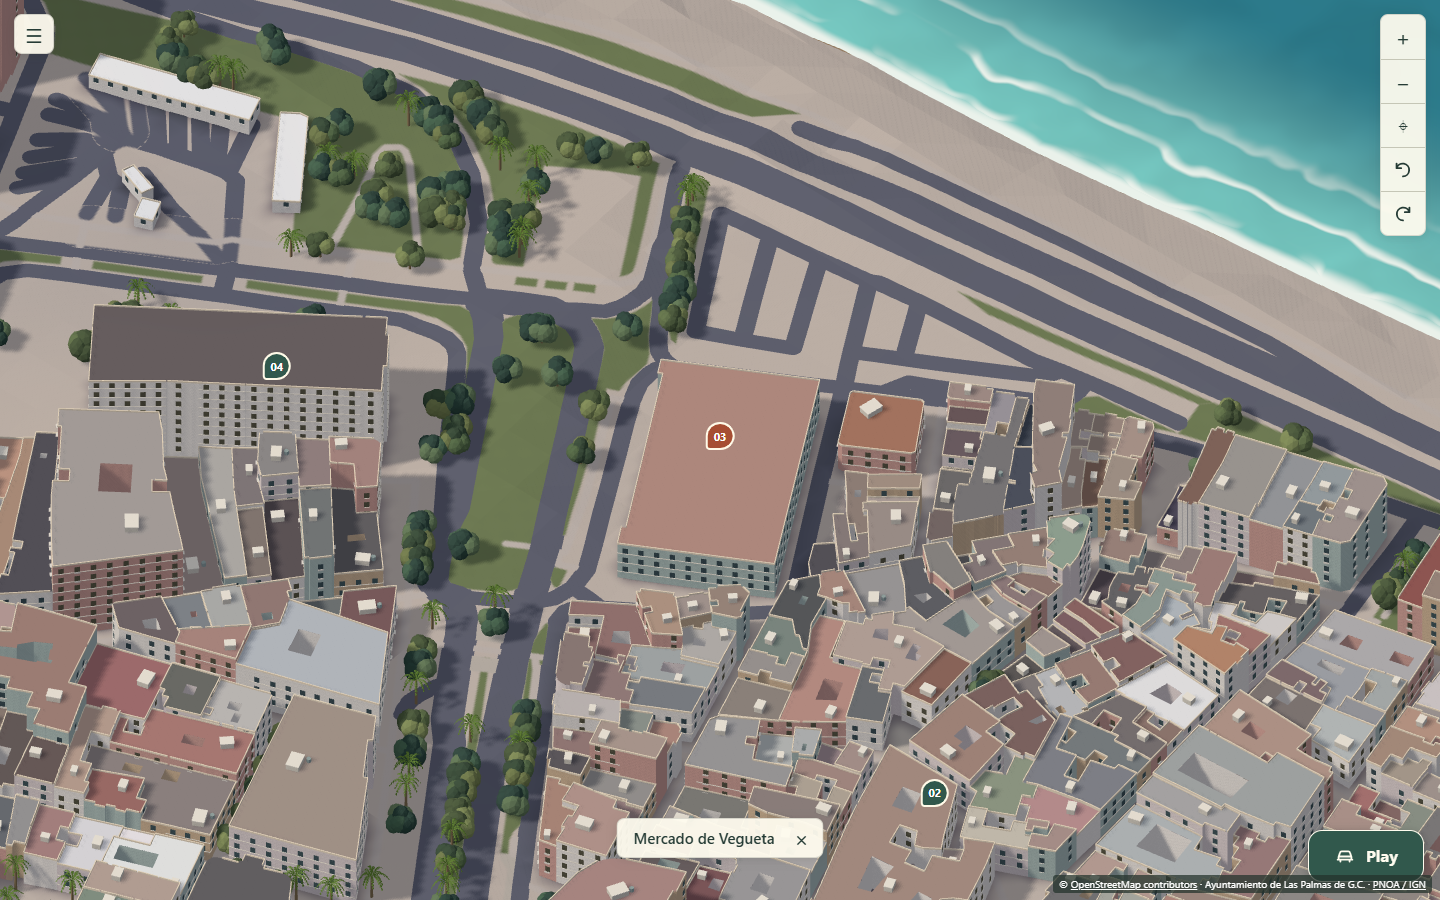 04
03
02
Mercado de Vegueta ×
Play
© OpenStreetMap contributors · Ayuntamiento de Las Palmas de G.C. · PNOA / IGN